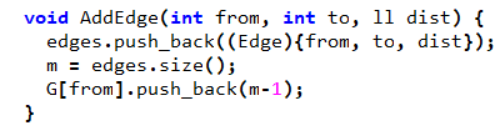 void AddEdge(int from, int to, ll dist) {
  edges.push_back((Edge){from, to, dist});
  m = edges.size();
  G[from].push_back(m-1);
}